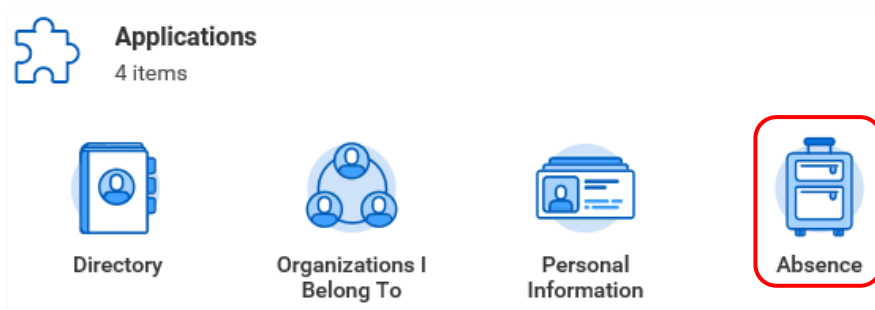 Applications
4 items
Directory
Organizations I
Belong To
Personal
Information
Absence